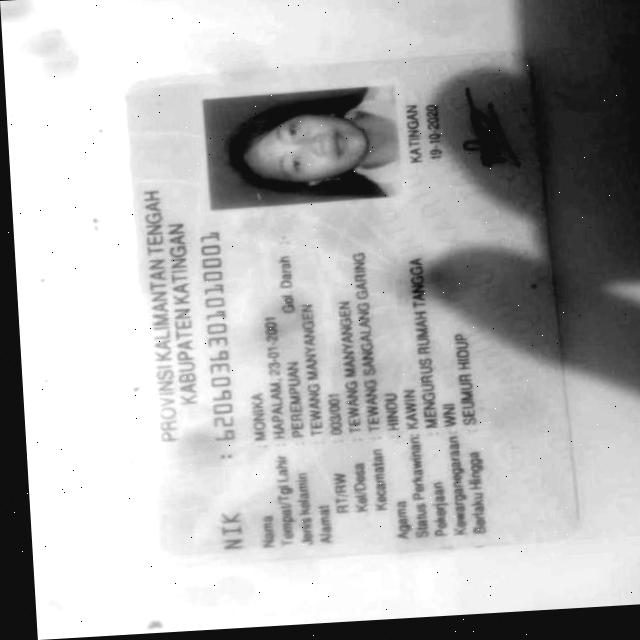 PROVINSI KALIMANTAN TENGAH
KABUPATEN KATINGAN
NIK : 6206036301010001
Nama : MONIKA
Tempat/Tgl Lahir : HAPALAM, 23-01-2001
Jenis kelamin : PEREMPUAN Gol. Darah : -
Alamat : TEWANG MANYANGEN
RT/RW : 003/001
Kel/Desa : TEWANG MANYANGEN
Kecamatan : TEWANG SANGALANG GARING
Agama : HINDU
Status Perkawinan: KAWIN
Pekerjaan : MENGURUS RUMAH TANGGA
Kewarganegaraan: WNI
Berlaku Hingga : SEUMUR HIDUP
KATINGAN
19-10-2020